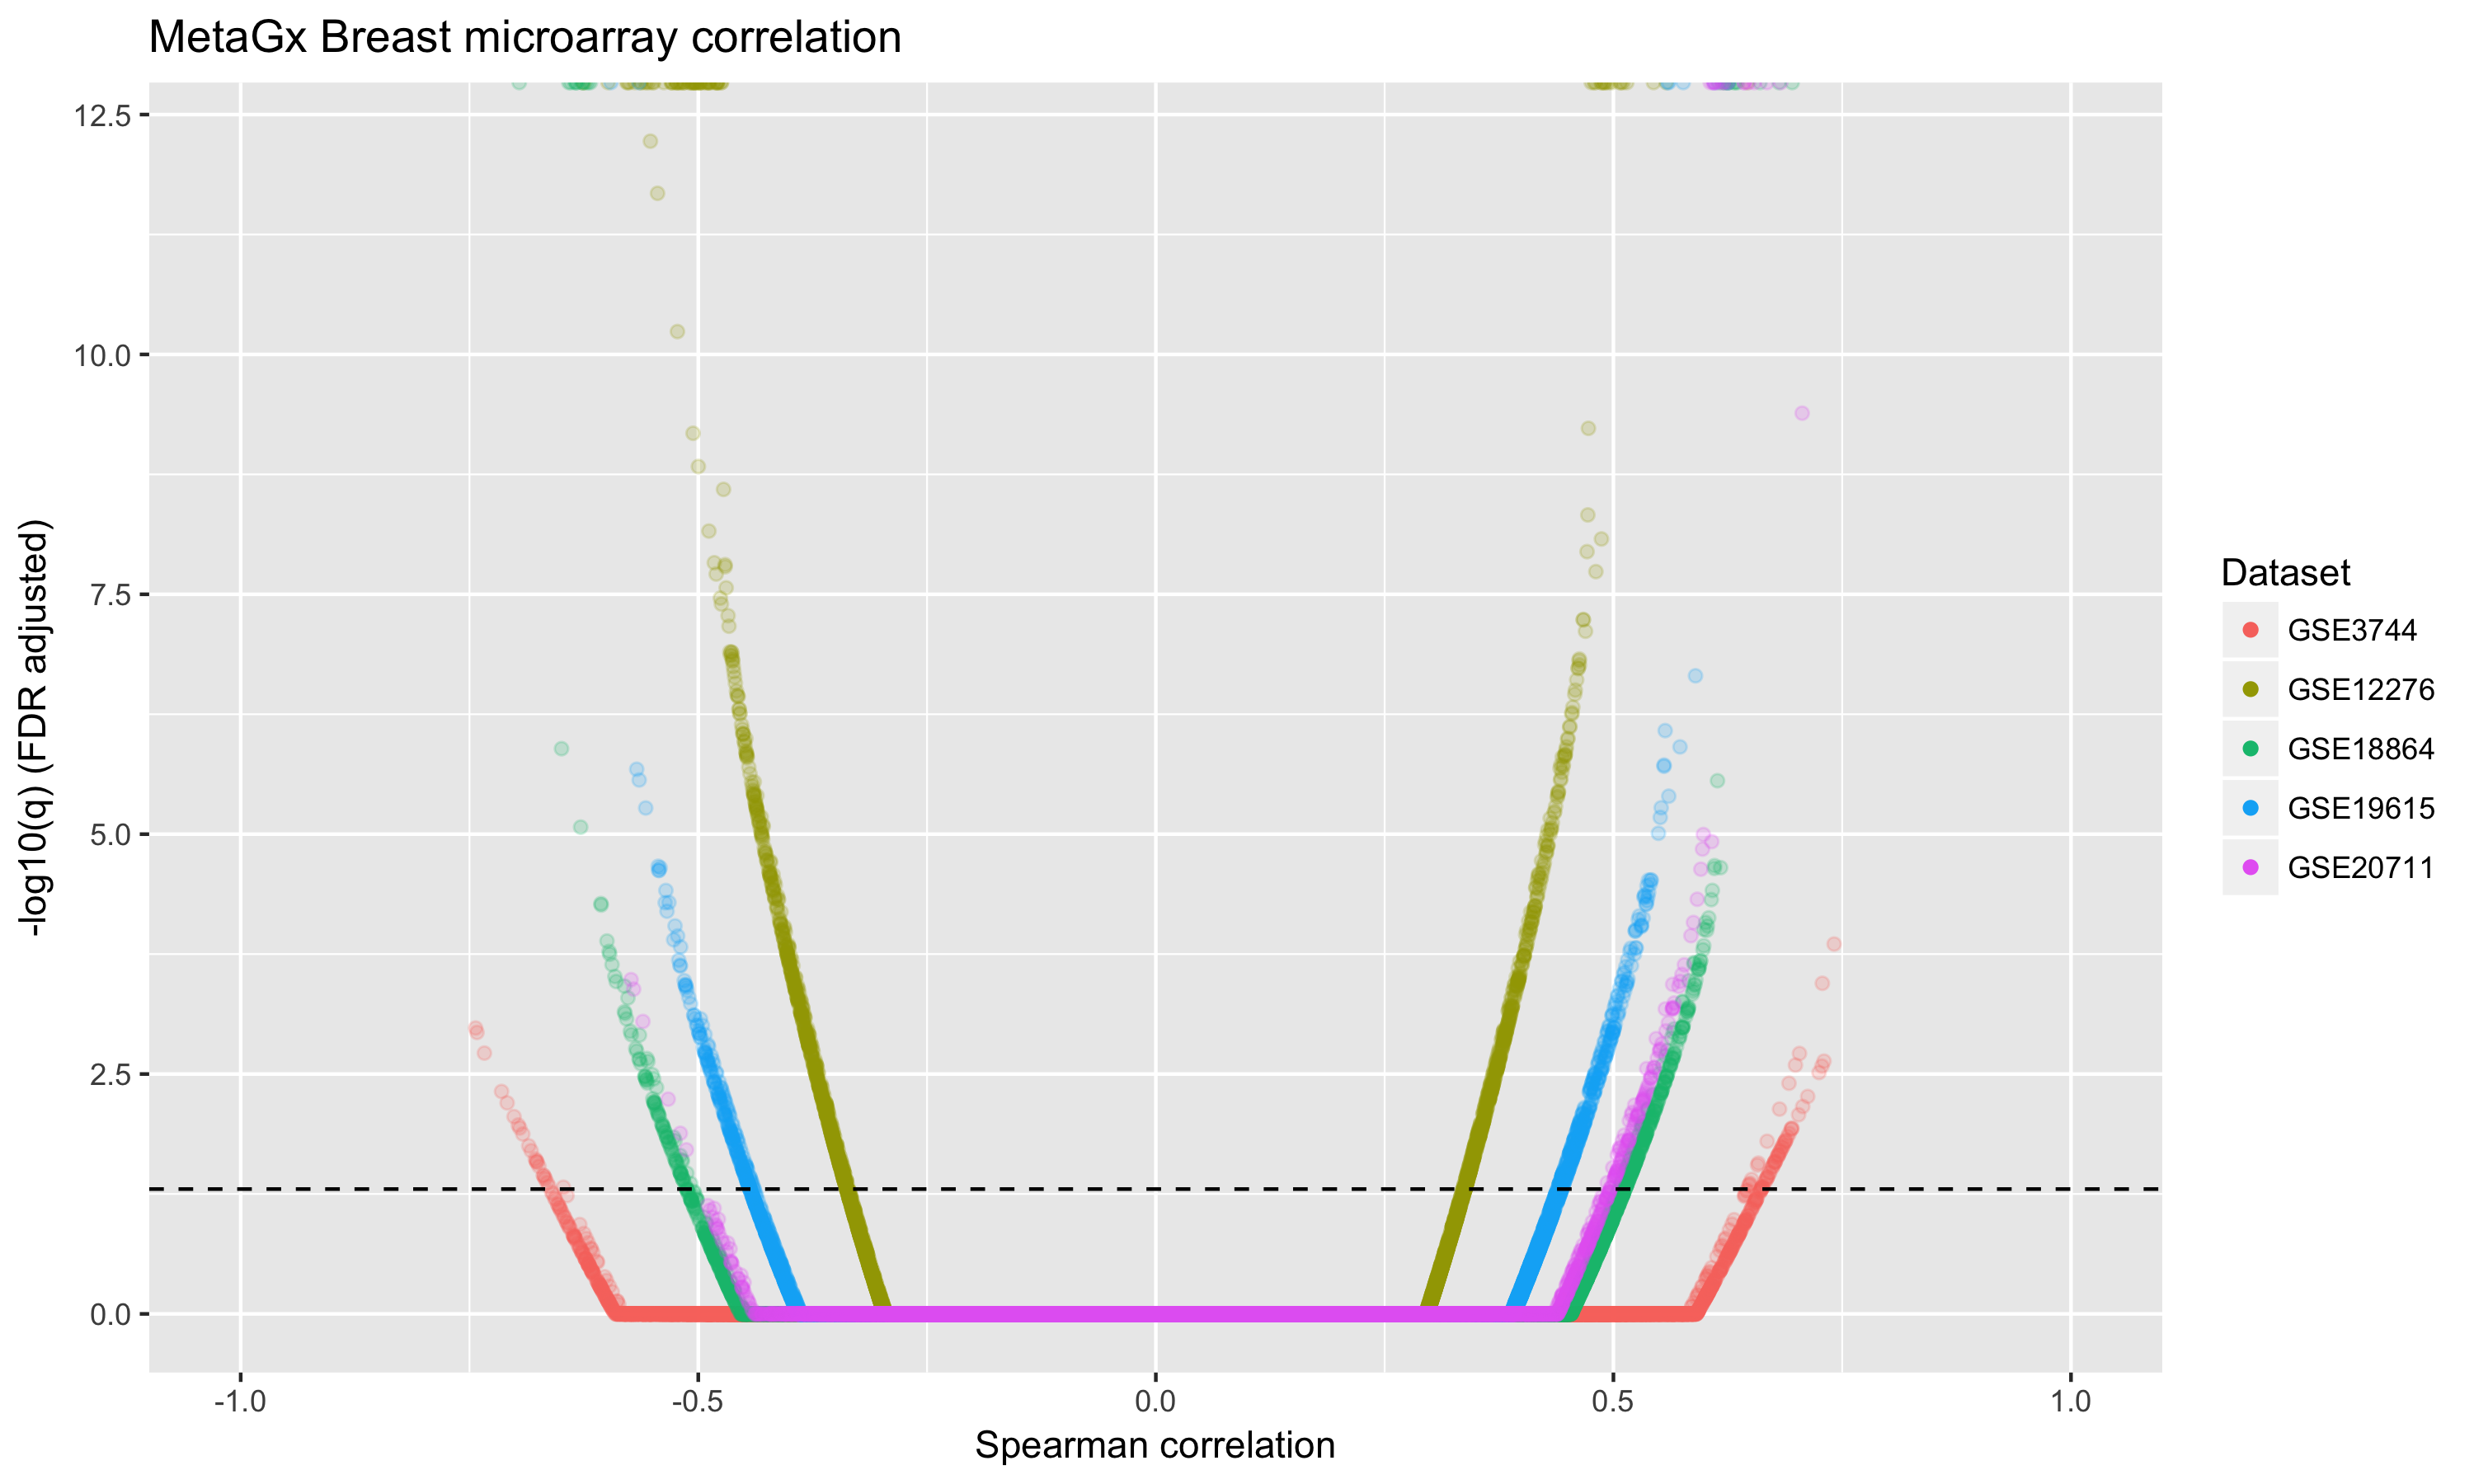 MetaGx Breast microarray correlation
-log10(q) (FDR adjusted)
12.5
10.0
7.5
5.0
2.5
0.0
-1.0
-0.5
0.0
0.5
1.0
Spearman correlation
Dataset
GSE3744
GSE12276
GSE18864
GSE19615
GSE20711